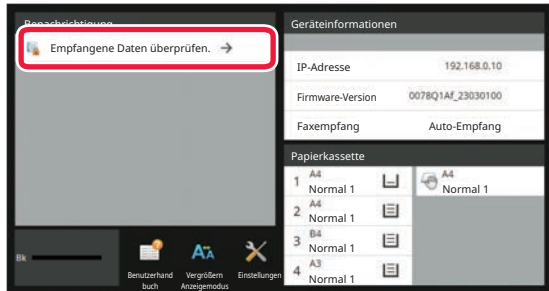 Benachrichtigung
Empfangene Daten überprüfen. →
Geräteinformationen
IP-Adresse 192.168.0.10
Firmware-Version 0078Q1Af_23030100
Faxempfang Auto-Empfang
Papierkassette
1 A4
Normal 1
A4
Normal 1
2 A4
Normal 1
3 B4
Normal 1
4 A3
Normal 1
Bk
Benutzerhand
buch
Vergrößern
Anzeigemodus
Einstellungen